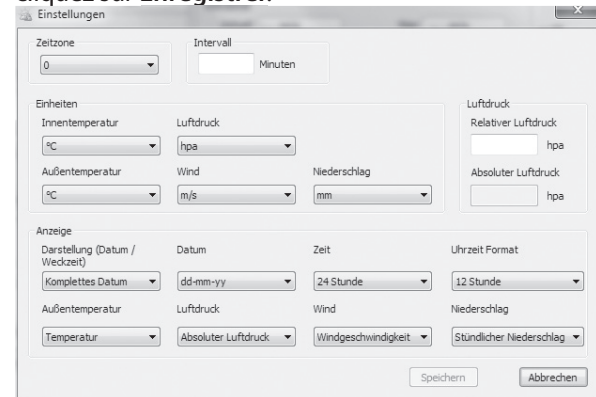 Einstellungen
Zeitzone
Intervall
0
Minuten
Einheiten
Luftdruck
Innentemperatur
Luftdruck
Relativer Luftdruck
°C
hpa
hpa
Außentemperatur
Wind
Niederschlag
Absoluter Luftdruck
°C
m/s
mm
hpa
Anzeige
Darstellung (Datum /
Weckzeit)
Datum
Zeit
Uhrzeit Format
Komplettes Datum
dd-mm-yy
24 Stunde
12 Stunde
Außentemperatur
Luftdruck
Wind
Niederschlag
Temperatur
Absoluter Luftdruck
Windgeschwindigkeit
Stündlicher Niederschlag
Speichern
Abbrechen